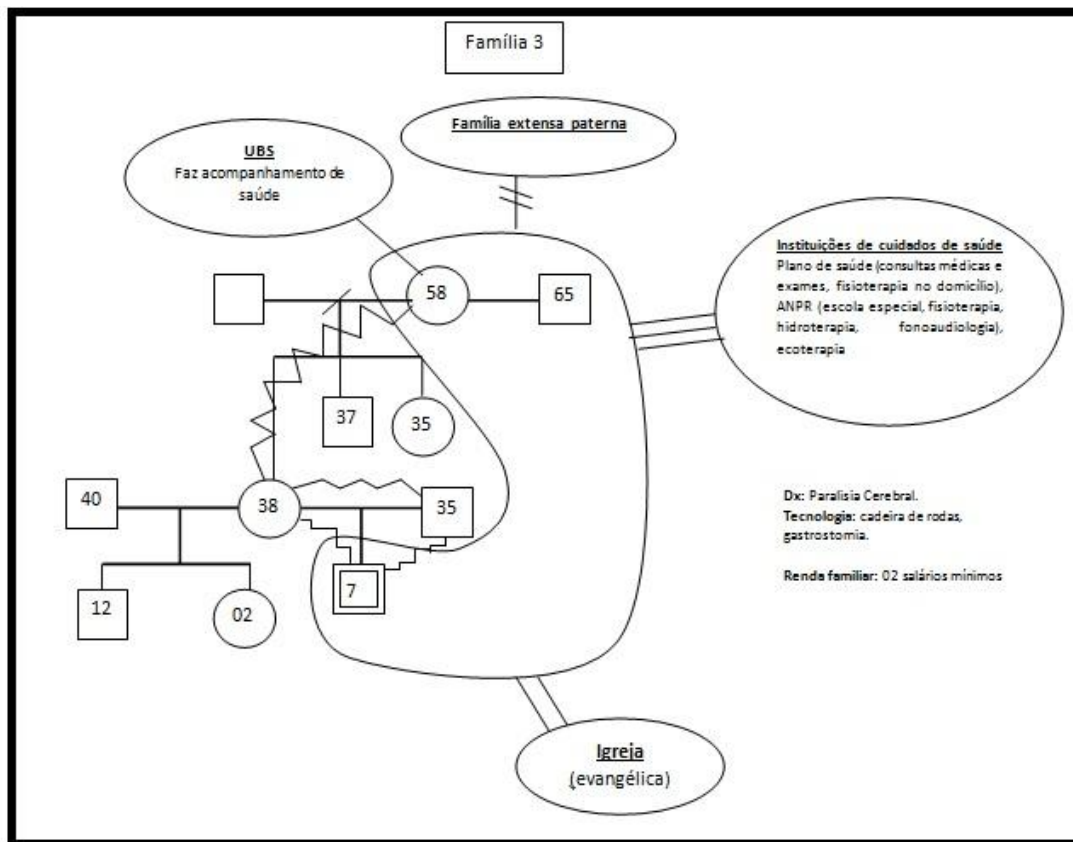 Família 3
Família extensa paterna
UBS
Faz acompanhamento de
saúde
Instituições de cuidados de saúde
Plano de saúde (consultas médicas e
exames, fisioterapia no domicílio),
ANPR (escola especial, fisioterapia,
hidroterapia, fonoaudiologia),
ecoterapia
58
65
37
35
40
38
35
Dx: Paralisia Cerebral.
Tecnologia: cadeira de rodas,
gastrostomia.
Renda familiar: 02 salários mínimos
12
02
7
Igreja
(evangélica)